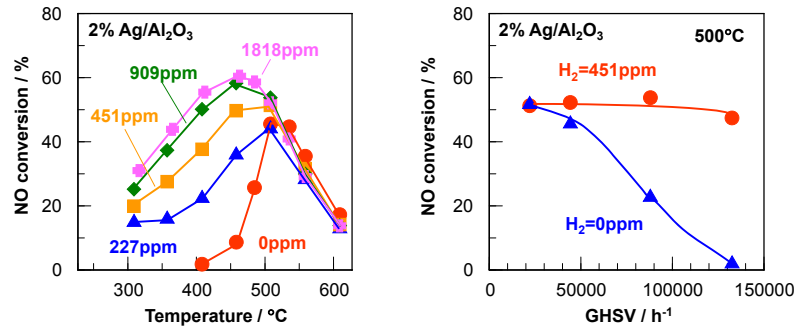 2% Ag/Al₂O₃
1818ppm
909ppm
451ppm
227ppm
0ppm
NO conversion / %
80
60
40
20
0
300 400 500 600
Temperature / °C
2% Ag/Al₂O₃ 500°C
H₂=451ppm
H₂=0ppm
NO conversion / %
80
60
40
20
0
0 50000 100000 150000
GHSV / h⁻¹